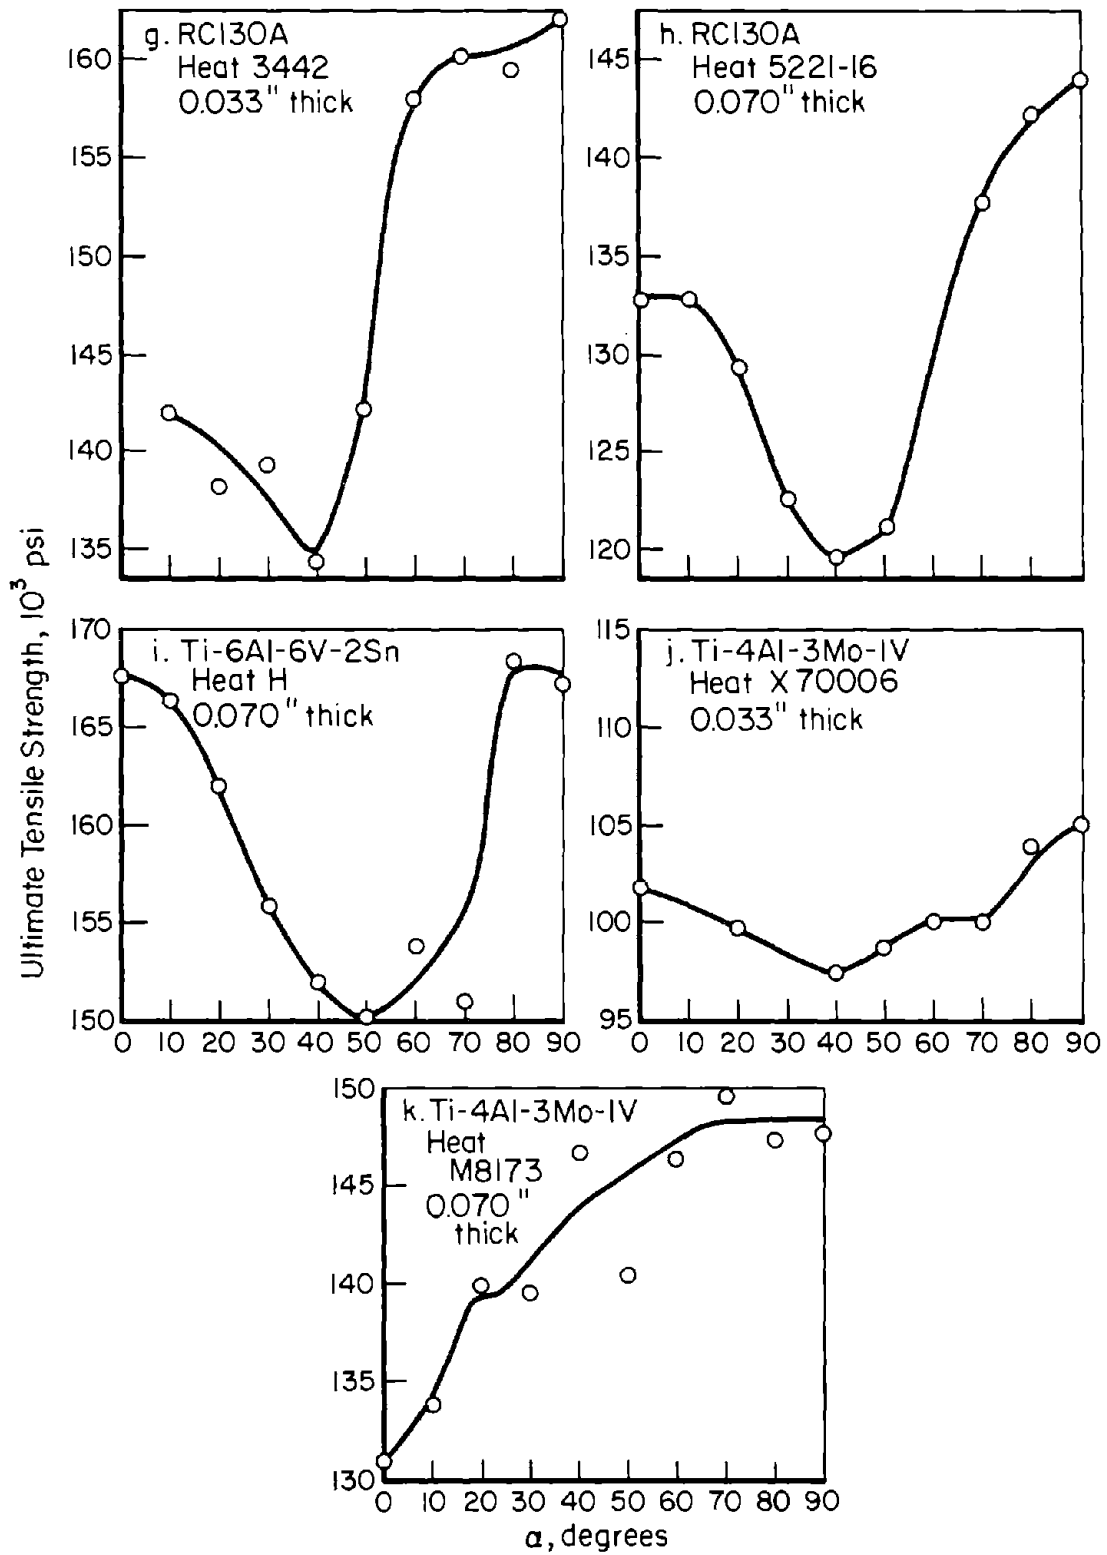 g. RC130A
Heat 3442
0.033" thick
160
155
150
145
140
135
h. RC130A
Heat 5221-16
0.070" thick
145
140
135
130
125
120
Ultimate Tensile Strength, 10³ psi
i. Ti-6Al-6V-2Sn
Heat H
0.070" thick
170
165
160
155
150
0 10 20 30 40 50 60 70 80 90
j. Ti-4Al-3Mo-1V
Heat X 70006
0.033" thick
115
110
105
100
95
0 10 20 30 40 50 60 70 80 90
k. Ti-4Al-3Mo-1V
Heat
M8173
0.070"
thick
150
145
140
135
130
0 10 20 30 40 50 60 70 80 90
α, degrees